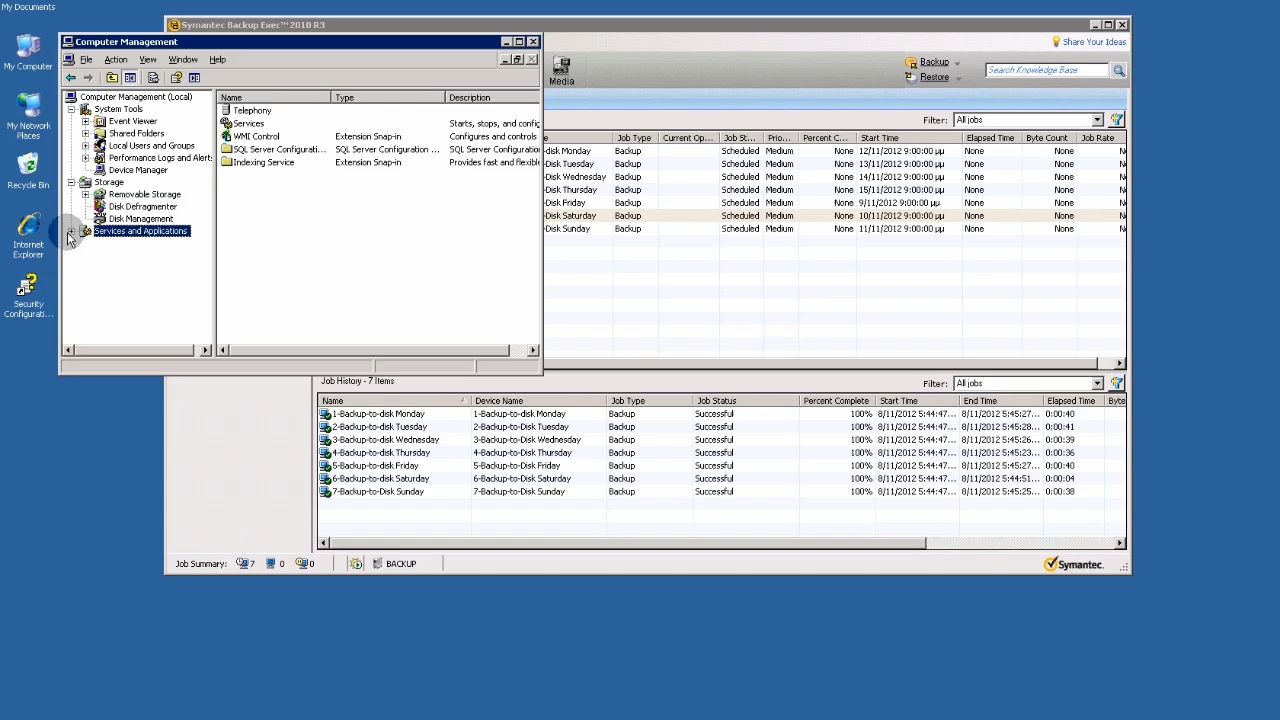 My Documents
My Computer
My Network
Places
Recycle Bin
Internet
Explorer
Security
Configurati...
Symantec Backup Exec™ 2010 R3
Share Your Ideas
Media
Backup
Restore
Search Knowledge Base
Computer Management
File Action View Window Help
Computer Management (Local)
System Tools
Event Viewer
Shared Folders
Local Users and Groups
Performance Logs and Alert:
Device Manager
Storage
Removable Storage
Disk Defragmenter
Disk Management
Services and Applications
Name Type Description
Telephony
Services Starts, stops, and config
WMI Control Extension Snap-in Configures and controls
SQL Server Configurati... SQL Server Configuration ... SQL Server Configuration
Indexing Service Extension Snap-in Provides fast and flexible
Filter: All jobs
Job Type Current Op... Job St... Prio... Percent C... Start Time Elapsed Time Byte Count Job Rate
-disk Monday Backup Scheduled Medium None 12/11/2012 9:00:00 μμ None None
-Disk Tuesday Backup Scheduled Medium None 13/11/2012 9:00:00 μμ None None
-Disk Wednesday Backup Scheduled Medium None 14/11/2012 9:00:00 μμ None None
-Disk Thursday Backup Scheduled Medium None 15/11/2012 9:00:00 μμ None None
-Disk Friday Backup Scheduled Medium None 9/11/2012 9:00:00 μμ None None
-Disk Saturday Backup Scheduled Medium None 10/11/2012 9:00:00 μμ None None
-Disk Sunday Backup Scheduled Medium None 11/11/2012 9:00:00 μμ None None
Job History - 7 Items
Filter: All jobs
Name Device Name Job Type Job Status Percent Complete Start Time End Time Elapsed Time Byte
1-Backup-to-disk Monday 1-Backup-to-disk Monday Backup Successful 100% 8/11/2012 5:44:47... 8/11/2012 5:45:27... 0:00:40
2-Backup-to-disk Tuesday 2-Backup-to-Disk Tuesday Backup Successful 100% 8/11/2012 5:44:47... 8/11/2012 5:45:28... 0:00:41
3-Backup-to-disk Wednesday 3-Backup-to-Disk Wednesday Backup Successful 100% 8/11/2012 5:44:47... 8/11/2012 5:45:26... 0:00:39
4-Backup-to-disk Thursday 4-Backup-to-Disk Thursday Backup Successful 100% 8/11/2012 5:44:47... 8/11/2012 5:45:23... 0:00:36
5-Backup-to-disk Friday 5-Backup-to-Disk Friday Backup Successful 100% 8/11/2012 5:44:47... 8/11/2012 5:45:27... 0:00:40
6-Backup-to-disk Saturday 6-Backup-to-Disk Saturday Backup Successful 100% 8/11/2012 5:44:47... 8/11/2012 5:44:51... 0:00:04
7-Backup-to-Disk Sunday 7-Backup-to-Disk Sunday Backup Successful 100% 8/11/2012 5:44:47... 8/11/2012 5:45:25... 0:00:38
Job Summary: 7 0 0 BACKUP
Symantec.